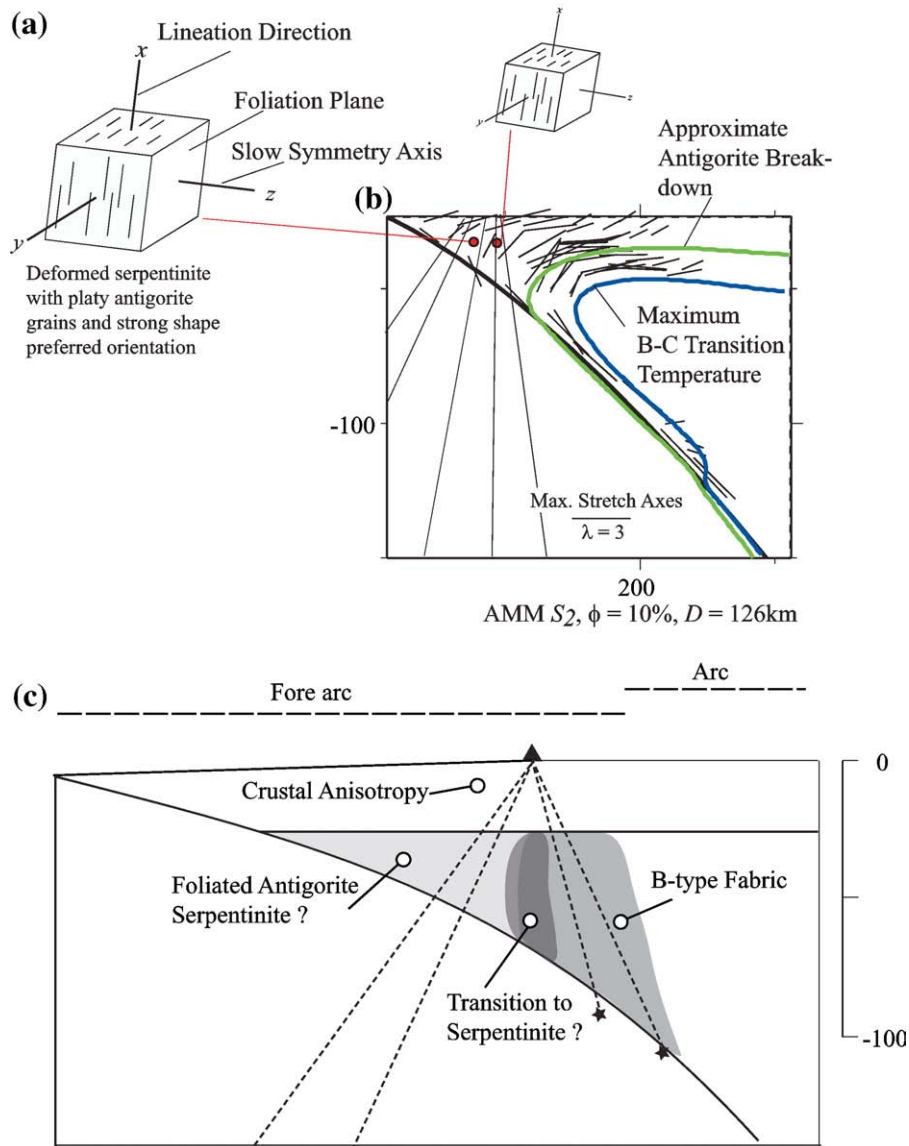 (a)
Lineation Direction
x
Foliation Plane
Slow Symmetry Axis
z
y
Deformed serpentinite
with platy antigorite
grains and strong shape
preferred orientation
x
z
y
(b)
Approximate
Antigorite Break-
down
Maximum
B-C Transition
Temperature
-100
Max. Stretch Axes
λ = 3
200
AMM S2, ϕ = 10%, D = 126km
(c)
Fore arc
Arc
0
Crustal Anisotropy
Foliated Antigorite
Serpentinite ?
B-type Fabric
Transition to
Serpentinite ?
-100